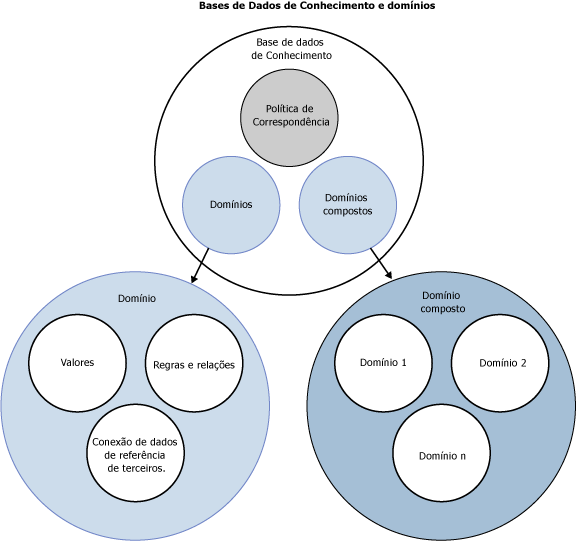 Bases de Dados de Conhecimento e domínios
Base de dados
de Conhecimento
Política de
Correspondência
Domínios
Domínios
compostos
Domínio
Valores
Regras e relações
Conexão de dados
de referência
de terceiros.
Domínio
composto
Domínio 1
Domínio 2
Domínio n